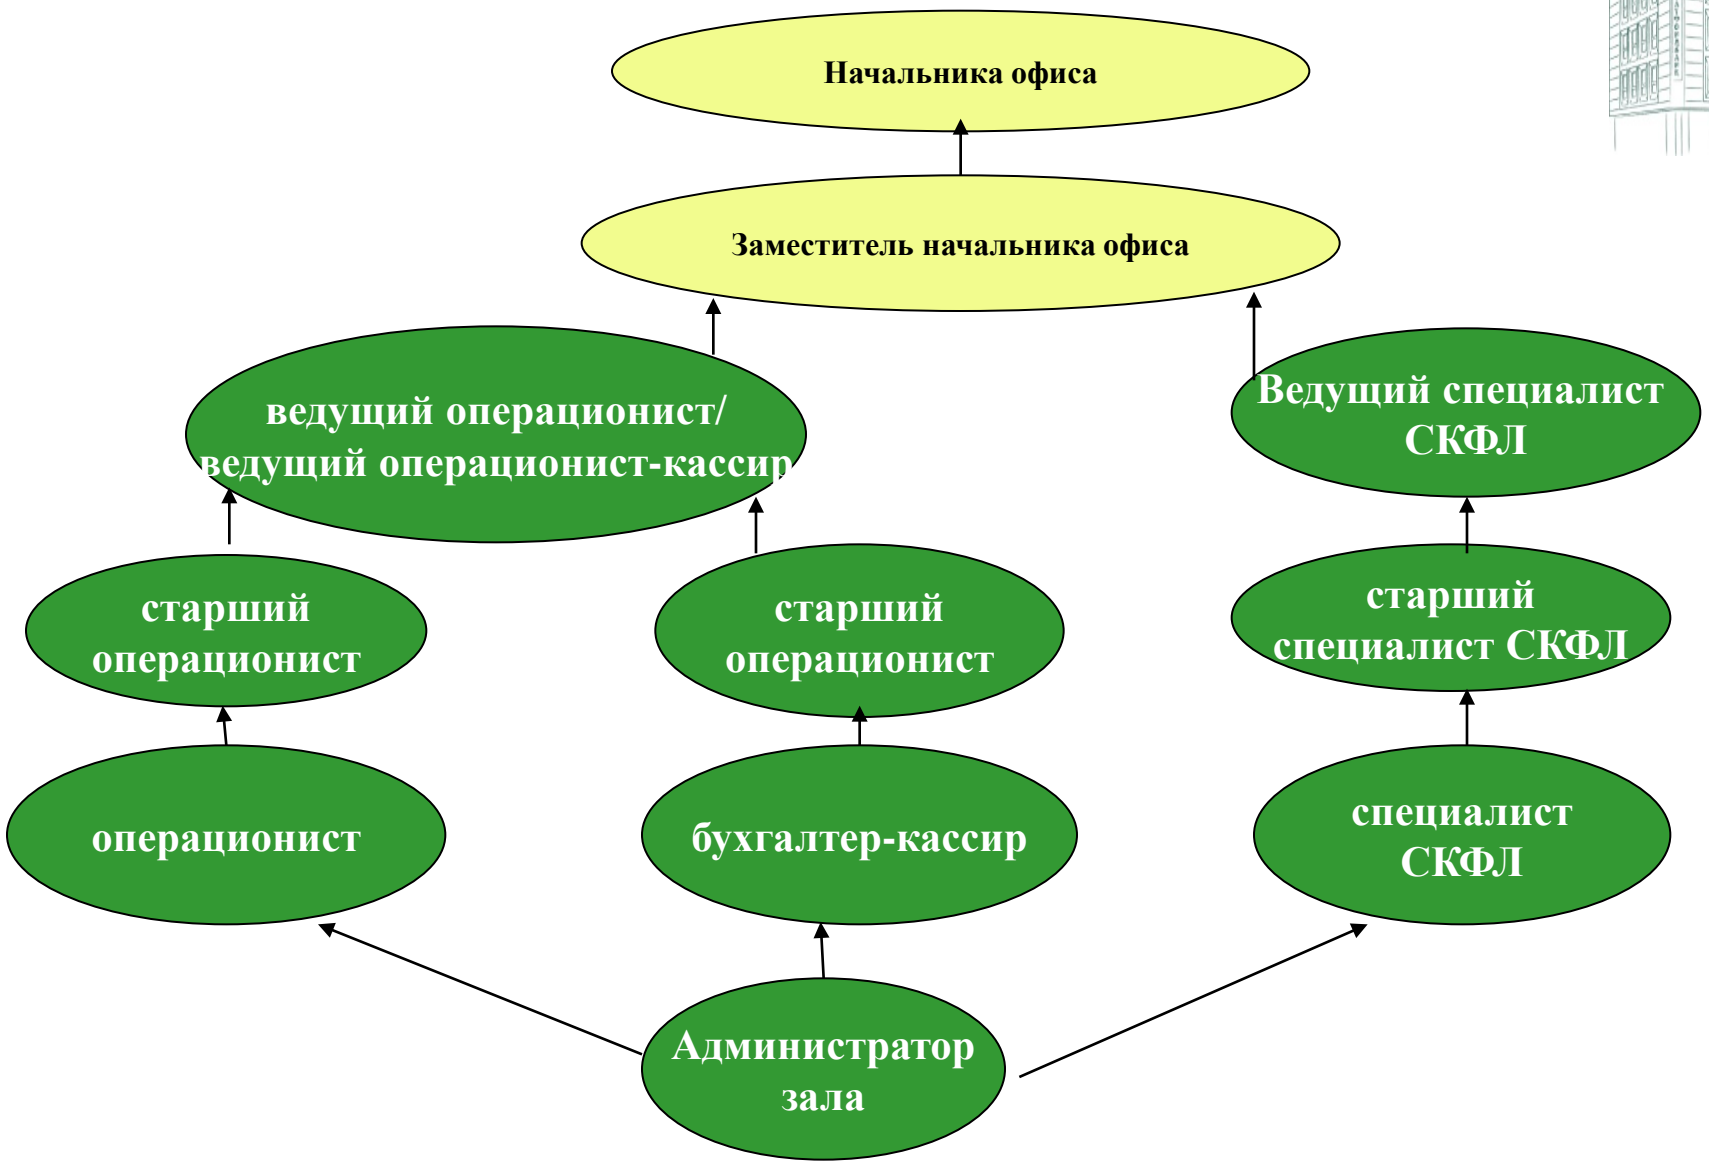 Начальника офиса
Заместитель начальника офиса
ведущий операционист/
ведущий операционист-кассир
Ведущий специалист
СКФЛ
старший
операционист
старший
операционист
старший
специалист СКФЛ
операционист
бухгалтер-кассир
специалист
СКФЛ
Администратор
зала